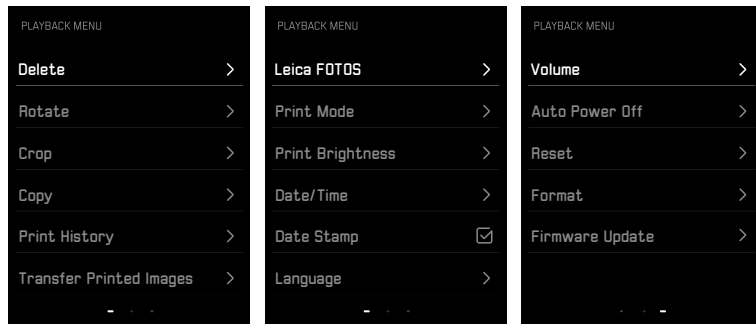 PLAYBACK MENU
Delete
Rotate
Crop
Copy
Print History
Transfer Printed Images
PLAYBACK MENU
Leica FOTOS
Print Mode
Print Brightness
Date/Time
Date Stamp
Language
PLAYBACK MENU
Volume
Auto Power Off
Reset
Format
Firmware Update